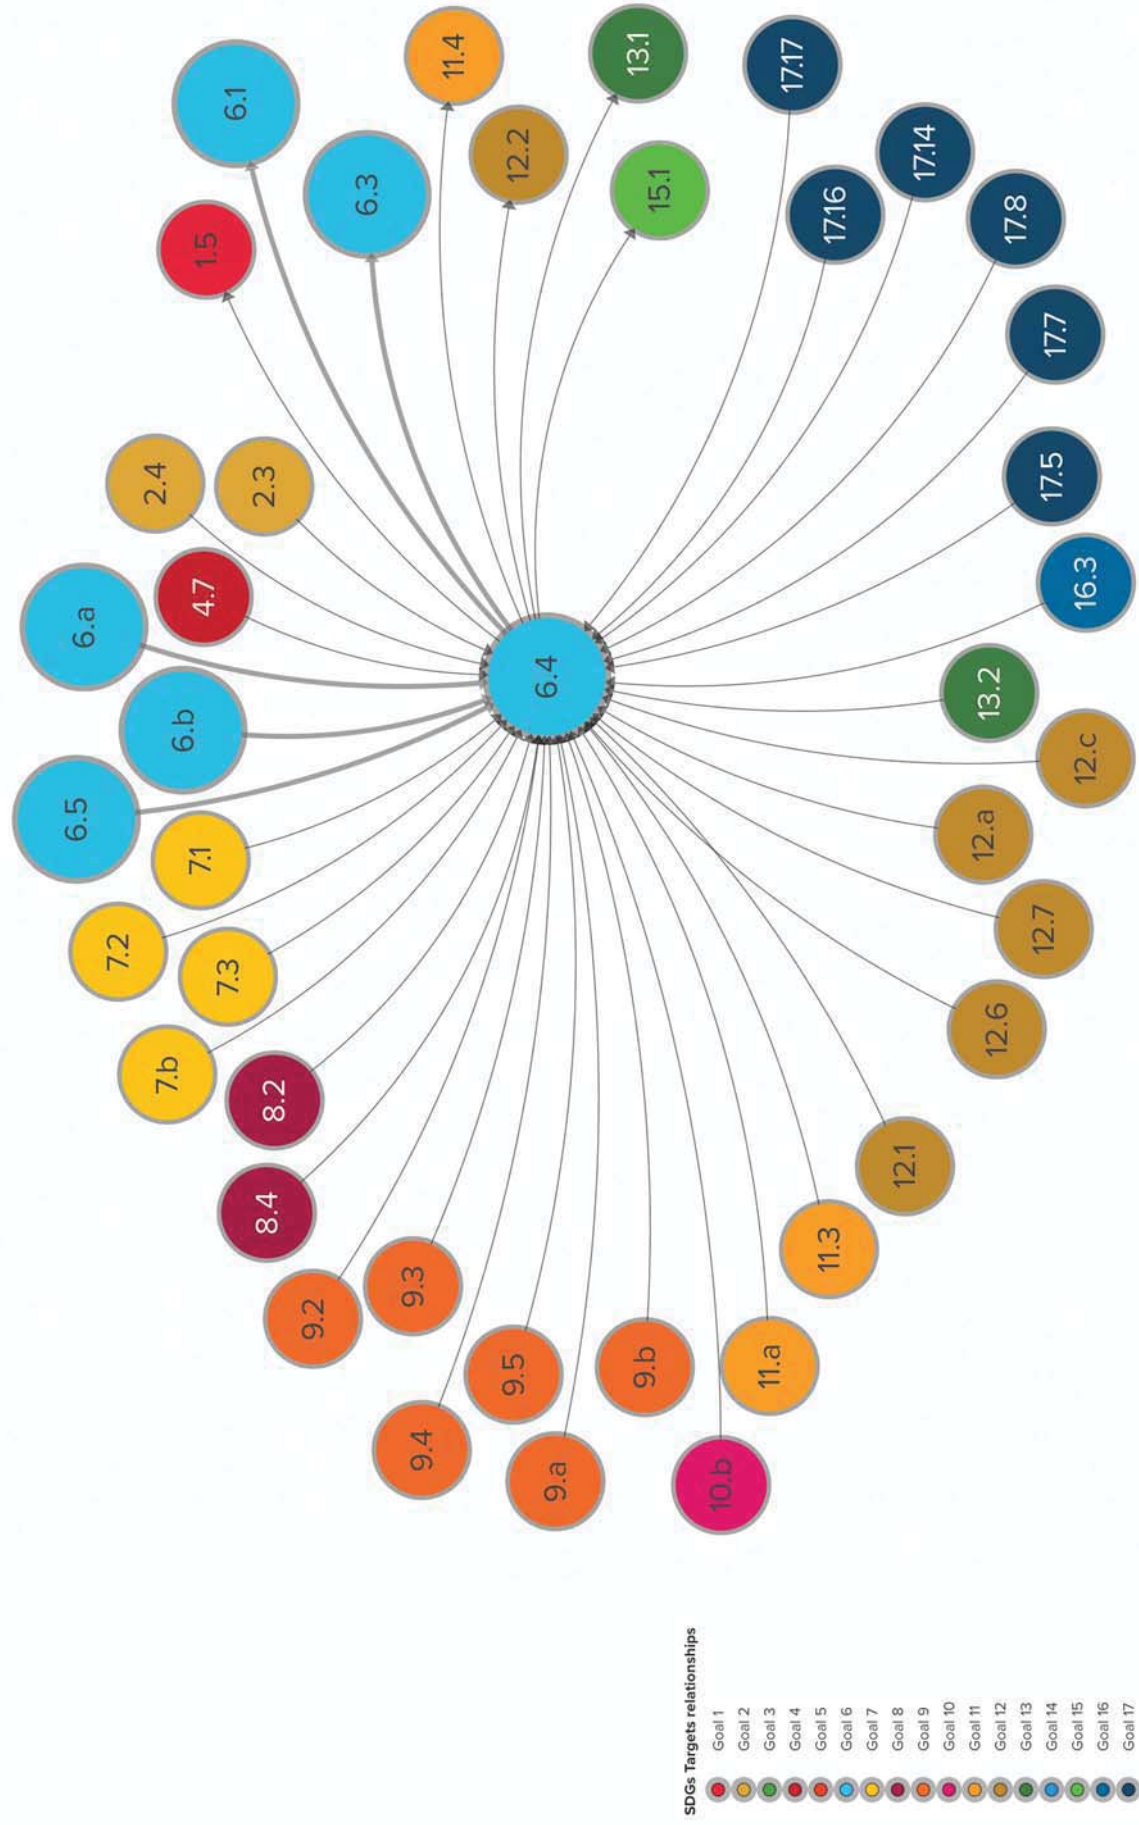 6.5
6.a
7.2
2.4
7.b
6.b
7.1
4.7
1.5
7.3
6.1
2.3
8.4
8.2
9.2
6.3
9.3
9.4
11.4
9.5
12.2
6.4
9.a
13.1
9.b
15.1
10.b
11.a
17.17
11.3
17.16
12.1
17.14
12.a
13.2
12.6
17.8
12.7
17.5
17.7
12.c
16.3
SDGs Targets relationships
Goal 1
Goal 2
Goal 3
Goal 4
Goal 5
Goal 6
Goal 7
Goal 8
Goal 9
Goal 10
Goal 11
Goal 12
Goal 13
Goal 14
Goal 15
Goal 16
Goal 17